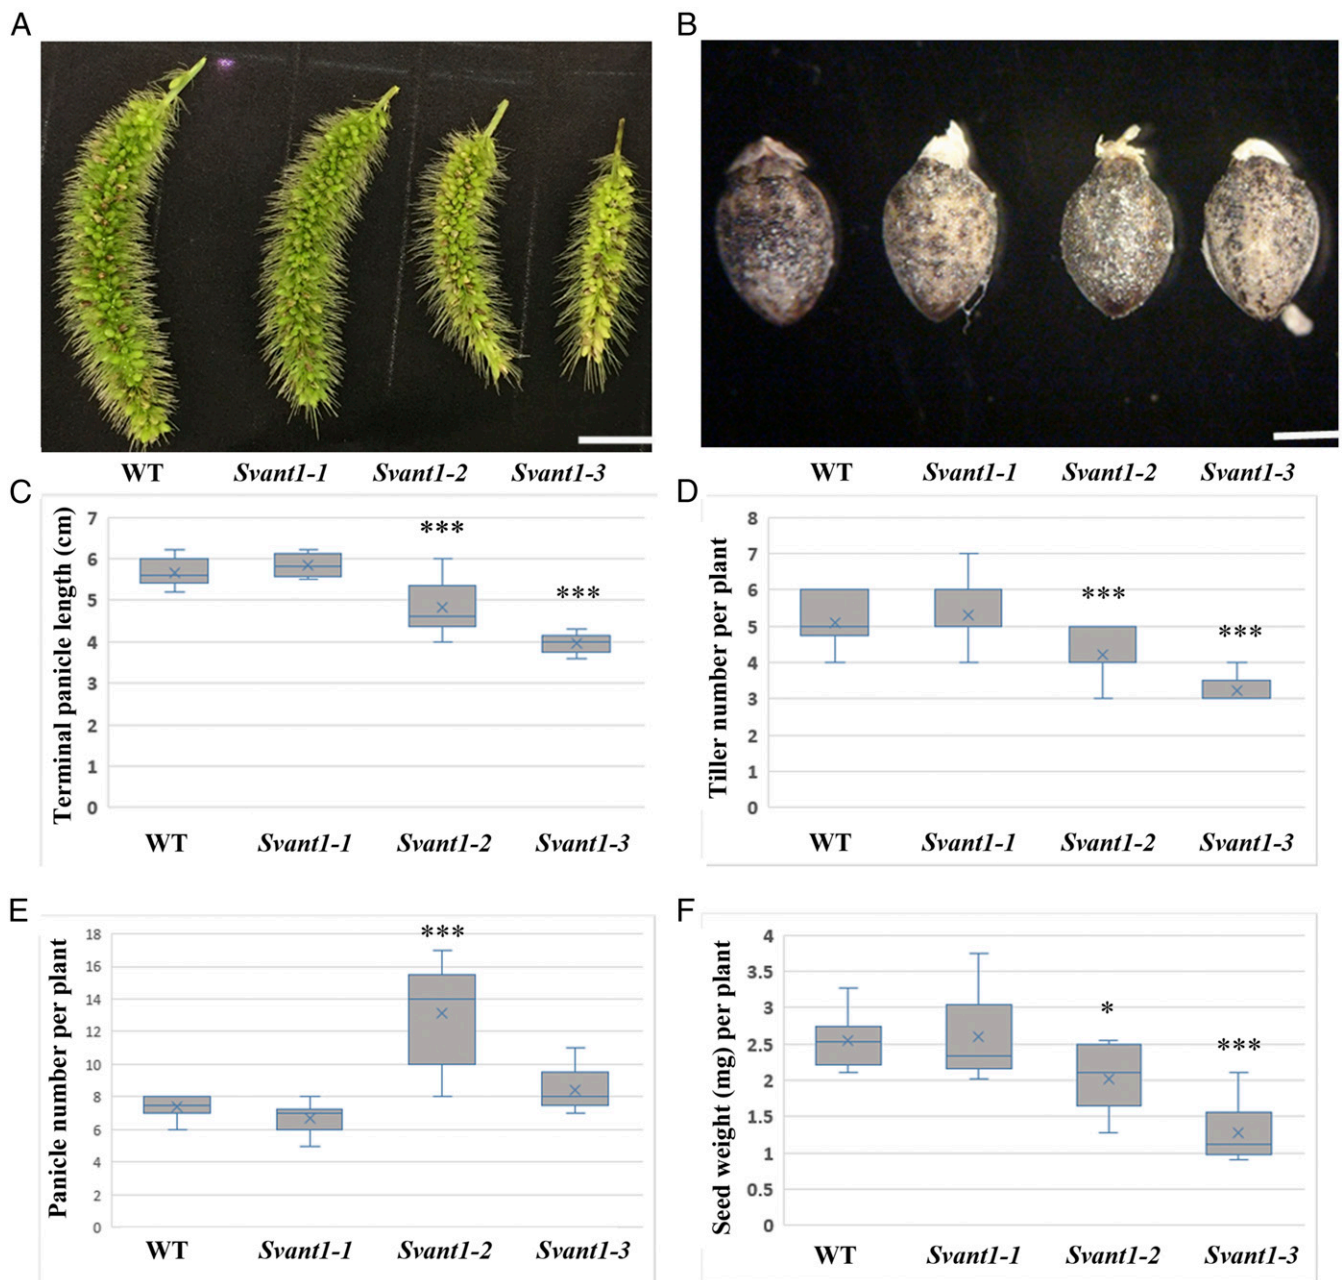 A
B
WT Svant1-1 Svant1-2 Svant1-3
WT Svant1-1 Svant1-2 Svant1-3
C
Terminal panicle length (cm)
7
6
5
4
3
2
1
0
***
***
WT Svant1-1 Svant1-2 Svant1-3
D
Tiller number per plant
8
7
6
5
4
3
2
1
0
***
***
WT Svant1-1 Svant1-2 Svant1-3
E
Panicle number per plant
18
16
14
12
10
8
6
4
2
0
***
WT Svant1-1 Svant1-2 Svant1-3
F
Seed weight (mg) per plant
4
3.5
3
2.5
2
1.5
1
0.5
0
*
***
WT Svant1-1 Svant1-2 Svant1-3